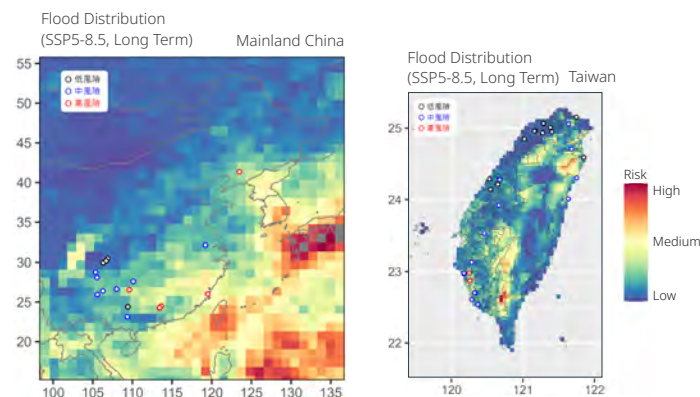 Flood Distribution
(SSP5-8.5, Long Term)
Mainland China
55
50
45
40
35
30
25
20
100
105
110
115
120
125
130
135
低風險
中風險
高風險
Flood Distribution
(SSP5-8.5, Long Term)
Taiwan
25
24
23
22
120
121
122
低風險
中風險
高風險
Risk
High
Medium
Low